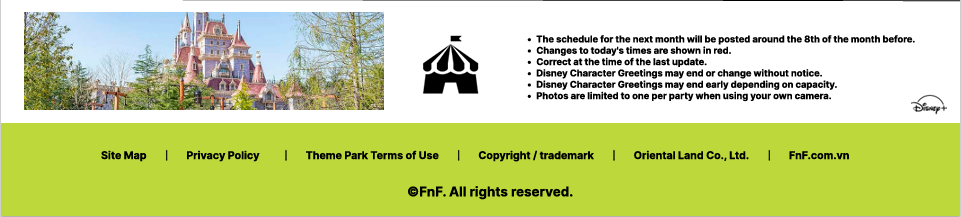 The schedule for the next month will be posted around the 8th of the month before.
Changes to today's times are shown in red.
Correct at the time of the last update.
Disney Character Greetings may end or change without notice.
Disney Character Greetings may end early depending on capacity.
Photos are limited to one per party when using your own camera.
Disney+
Site Map | Privacy Policy | Theme Park Terms of Use | Copyright / trademark | Oriental Land Co., Ltd. | FnF.com.vn
©FnF. All rights reserved.